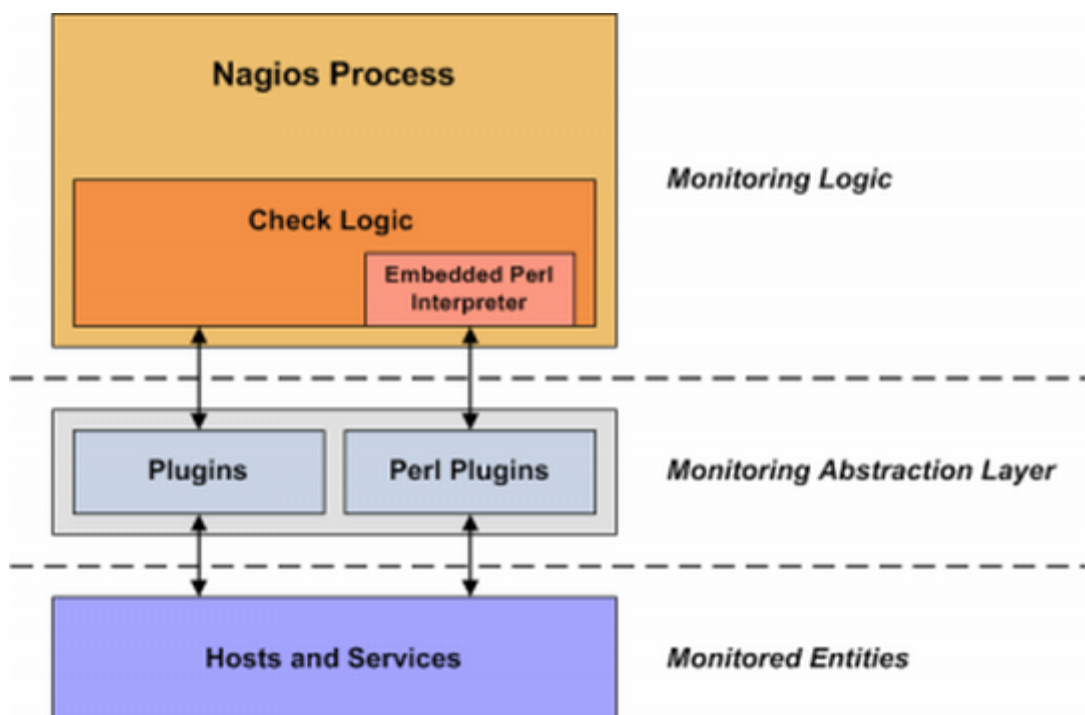 Nagios Process
Monitoring Logic
Check Logic
Embedded Perl
Interpreter
Plugins
Perl Plugins
Monitoring Abstraction Layer
Hosts and Services
Monitored Entities